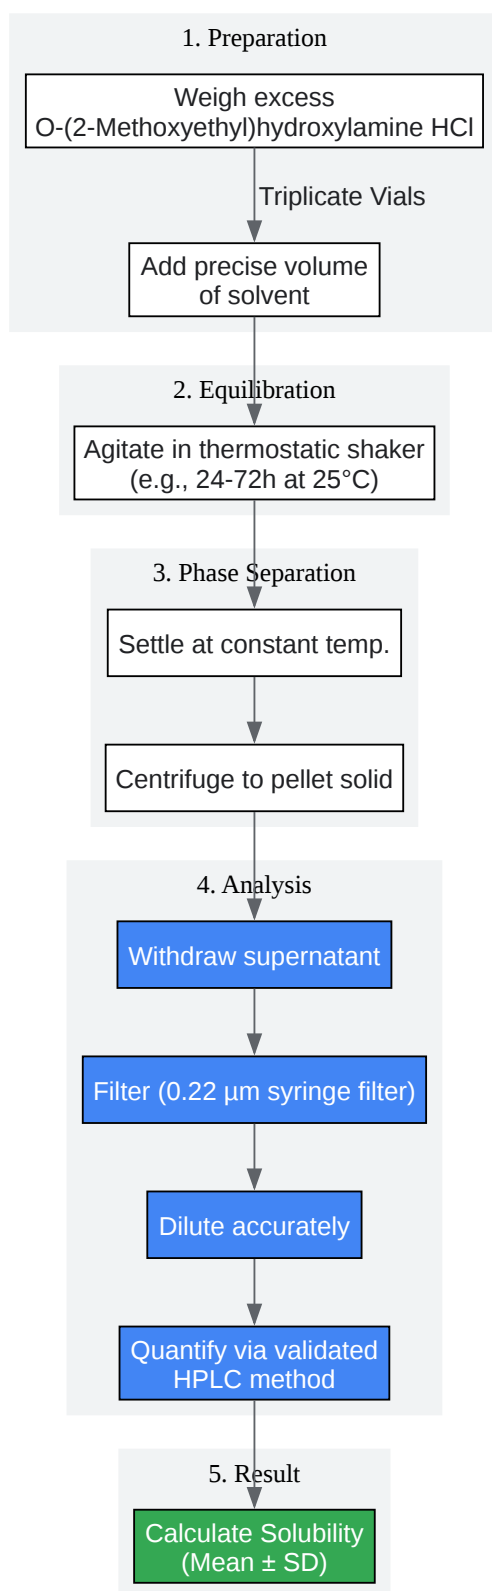 1. Preparation
Weigh excess
O-(2-Methoxyethyl)hydroxylamine HCl
Triplicate Vials
Add precise volume
of solvent
2. Equilibration
Agitate in thermostatic shaker
(e.g., 24-72h at 25°C)
3. Phase Separation
Settle at constant temp.
Centrifuge to pellet solid
4. Analysis
Withdraw supernatant
Filter (0.22 µm syringe filter)
Dilute accurately
Quantify via validated
HPLC method
5. Result
Calculate Solubility
(Mean ± SD)